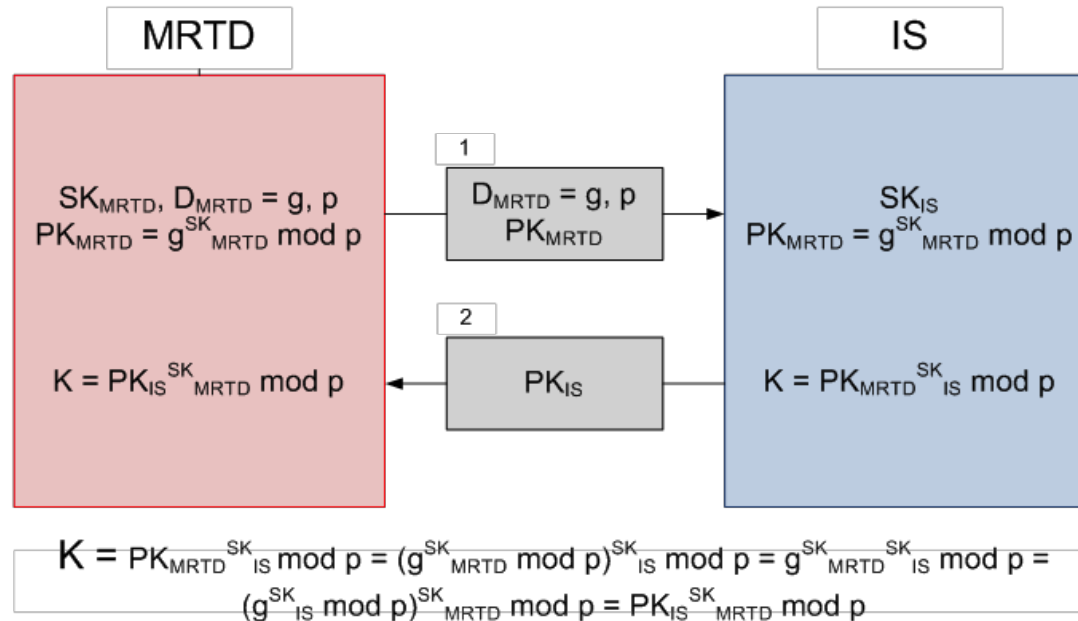 MRTD
IS
SK_MRTD, D_MRTD = g, p
PK_MRTD = g^SK_MRTD mod p
K = PK_IS^SK_MRTD mod p
1
D_MRTD = g, p
PK_MRTD
2
PK_IS
SK_IS
PK_MRTD = g^SK_MRTD mod p
K = PK_MRTD^SK_IS mod p
K = PK_MRTD^SK_IS mod p = (g^SK_MRTD mod p)^SK_IS mod p = g^SK_MRTD^SK_IS mod p =
(g^SK_IS mod p)^SK_MRTD mod p = PK_IS^SK_MRTD mod p